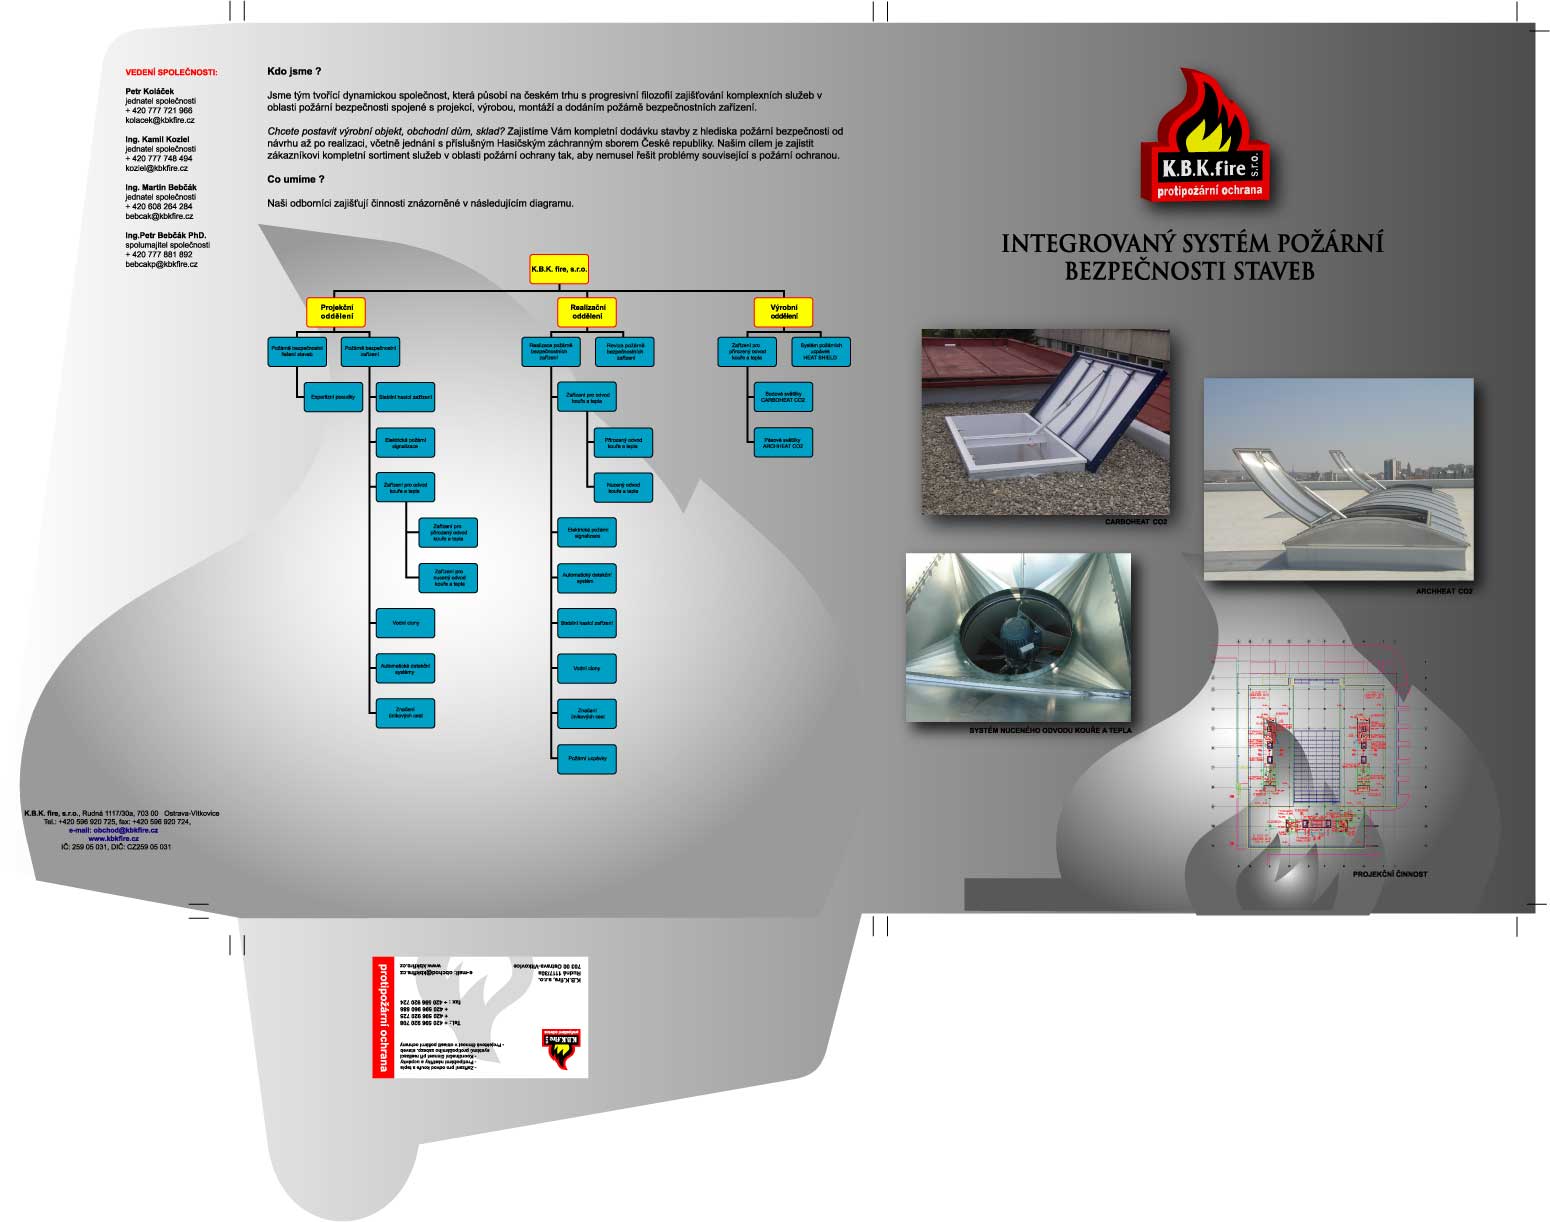 VEDENÍ SPOLEČNOSTI:
Petr Koláček
jednatel společnosti
+ 420 777 721 966
kolacek@kbkfire.cz
Ing. Kamil Koziel
jednatel společnosti
+ 420 777 748 494
koziel@kbkfire.cz
Ing. Martin Bebčák
jednatel společnosti
+ 420 608 264 284
bebcak@kbkfire.cz
Ing.Petr Bebčák PhD.
spolumajitel společnosti
+ 420 777 881 892
bebcakp@kbkfire.cz
K.B.K. fire, s.r.o., Rudná 1117/30a, 703 00 Ostrava-Vítkovice
Tel.: +420 596 920 725, fax: +420 596 920 724,
e-mail: obchod@kbkfire.cz
www.kbkfire.cz
IČ: 259 05 031, DIČ: CZ259 05 031
Kdo jsme ?
Jsme tým tvořící dynamickou společnost, která působí na českém trhu s progresivní filozofií zajišťování komplexních služeb v
oblasti požární bezpečnosti spojené s projekcí, výrobou, montáží a dodáním požárně bezpečnostních zařízení.
Chcete postavit výrobní objekt, obchodní dům, sklad? Zajistíme Vám kompletní dodávku stavby z hlediska požární bezpečnosti od
návrhu až po realizaci, včetně jednání s příslušným Hasičským záchranným sborem České republiky. Našim cílem je zajistit
zákazníkovi kompletní sortiment služeb v oblasti požární ochrany tak, aby nemusel řešit problémy související s požární ochranou.
Co umíme ?
Naši odborníci zajišťují činnosti znázorněné v následujícím diagramu.
K.B.K. fire, s.r.o.
Projekční
oddělení
Realizační
oddělení
Výrobní
oddělení
Požárně bezpečnostní
řešení staveb
Požárně bezpečnostní
zařízení
Realizace požárně
bezpečnostních
zařízení
Revize požárně
bezpečnostních
zařízení
Zařízení pro
přirozený odvod
kouře a tepla
Systém požárních
ucpávek
HEAT SHIELD
Expertizní posudky
Stabilní hasicí zařízení
Elektrická požární
signalizace
Zařízení pro odvod
kouře a tepla
Zařízení pro
přirozený odvod
kouře a tepla
Zařízení pro
nucený odvod
kouře a tepla
Vodní clony
Automatické detekční
systémy
Značení
únikových cest
Zařízení pro odvod
kouře a tepla
Přirozený odvod
kouře a tepla
Nucený odvod
kouře a tepla
Elektrická požární
signalizace
Automatický detekční
systém
Stabilní hasicí zařízení
Vodní clony
Značení
únikových cest
Požární ucpávky
Bodové světlíky
CARBOHEAT CO2
Pásové světlíky
ARCHHEAT CO2
K.B.K.fire s.r.o.
protipožární ochrana
INTEGROVANÝ SYSTÉM POŽÁRNÍ
BEZPEČNOSTI STAVEB
CARBOHEAT CO2
ARCHHEAT CO2
SYSTÉM NUCENÉHO ODVODU KOUŘE A TEPLA
PROJEKČNÍ ČINNOST
protipožární ochrana
K.B.K.
- Zařízení pro odvod kouře a tepla
- Protipožární nástřiky a ucpávky
- Koordinační činnost při realizaci
systémů protipožárního zabezp. staveb
- Projektová činnost v oblasti požární ochrany
Tel.: + 420 596 920 708
+ 420 596 920 725
+ 420 596 960 886
fax : + 420 596 920 724
K.B.K.fire, s.r.o.
Rudná 1117/30a
703 00 Ostrava-Vítkovice
e-mail: obchod@kbkfire.cz
www.kbkfire.cz